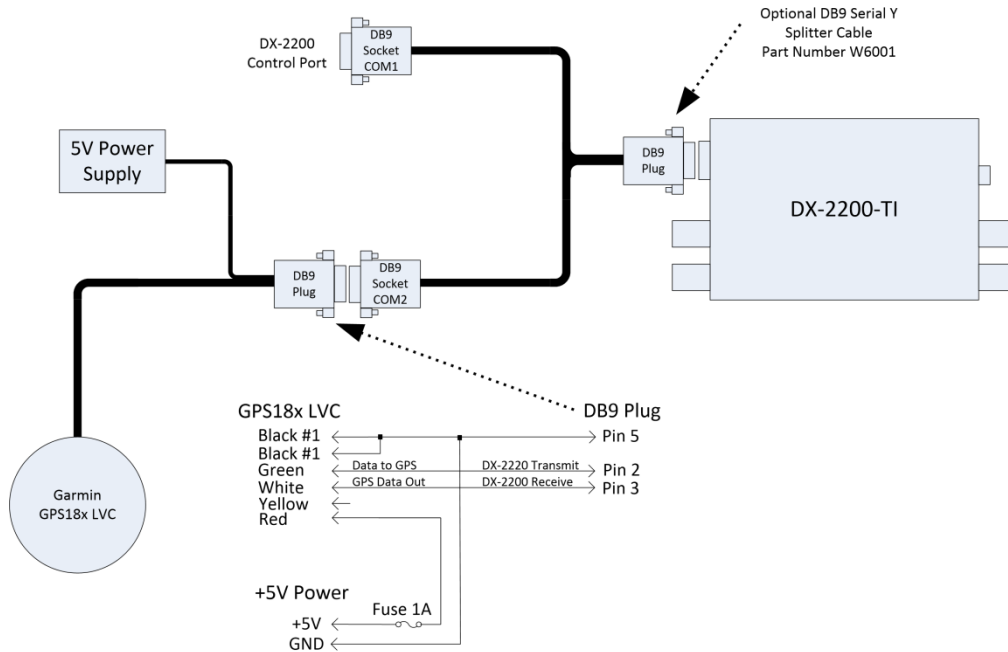 Optional DB9 Serial Y
Splitter Cable
Part Number W6001
DX-2200
Control Port
DB9
Socket
COM1
5V Power
Supply
DB9
Plug
DX-2200-TI
DB9
Plug
DB9
Socket
COM2
Garmin
GPS18x LVC
GPS18x LVC
DB9 Plug
Black #1
Pin 5
Black #1
Green
Data to GPS
DX-2220 Transmit
Pin 2
White
GPS Data Out
DX-2200 Receive
Pin 3
Yellow
Red
+5V Power
Fuse 1A
+5V
GND